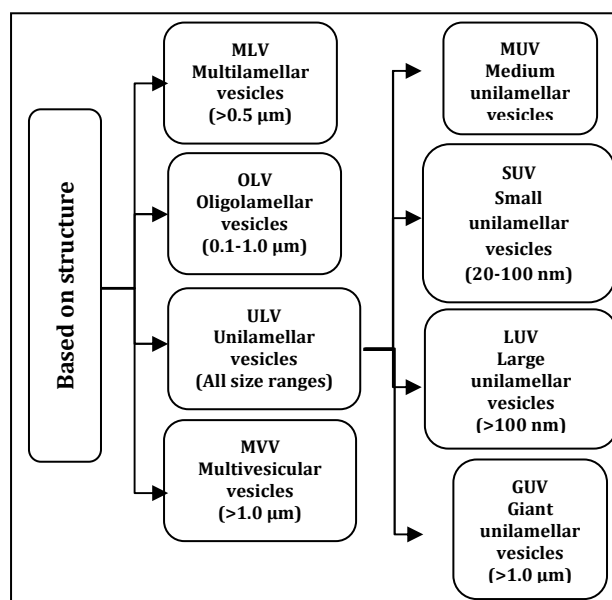 Based on structure
MLV
Multilamellar
vesicles
(>0.5 µm)
OLV
Oligolamellar
vesicles
(0.1-1.0 µm)
ULV
Unilamellar
vesicles
(All size ranges)
MVV
Multivesicular
vesicles
(>1.0 µm)
MUV
Medium
unilamellar
vesicles
SUV
Small
unilamellar
vesicles
(20-100 nm)
LUV
Large
unilamellar
vesicles
(>100 nm)
GUV
Giant
unilamellar
vesicles
(>1.0 µm)